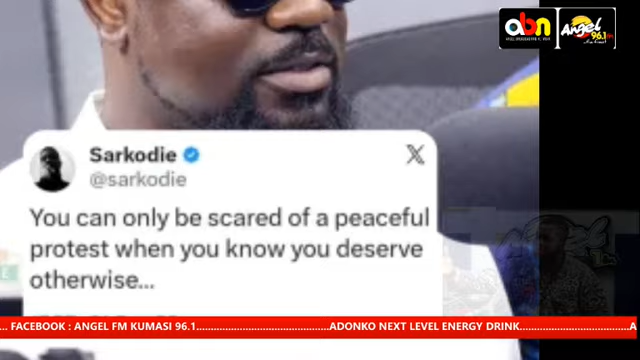 abn
Angel
96.1 FM
Sarkodie
@sarkodie
You can only be scared of a peaceful
protest when you know you deserve
otherwise...
... FACEBOOK : ANGEL FM KUMASI 96.1.............................................ADONKO NEXT LEVEL ENERGY DRINK......................................A